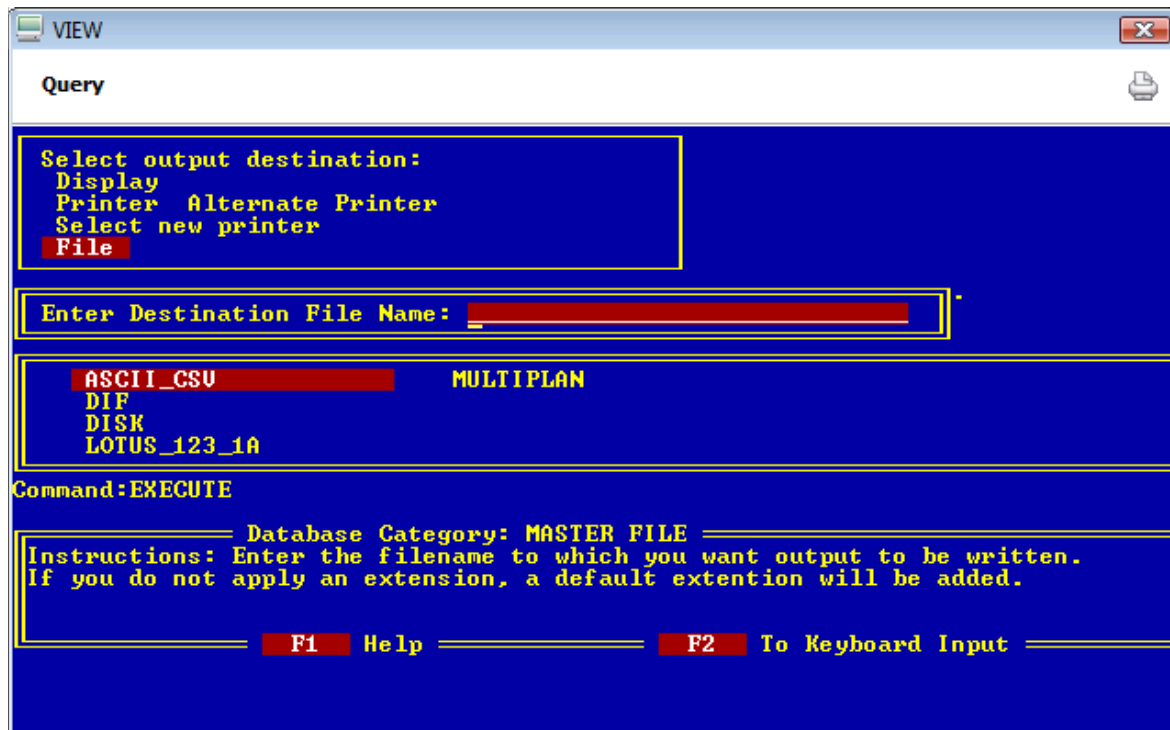 VIEW
Query
Select output destination:
Display
Printer  Alternate Printer
Select new printer
File
Enter Destination File Name:
ASCII_CSV    MULTIPLAN
DIF
DISK
LOTUS_123_1A
Command:EXECUTE
Database Category: MASTER FILE
Instructions: Enter the filename to which you want output to be written.
If you do not apply an extension, a default extention will be added.
F1  Help  F2  To Keyboard Input